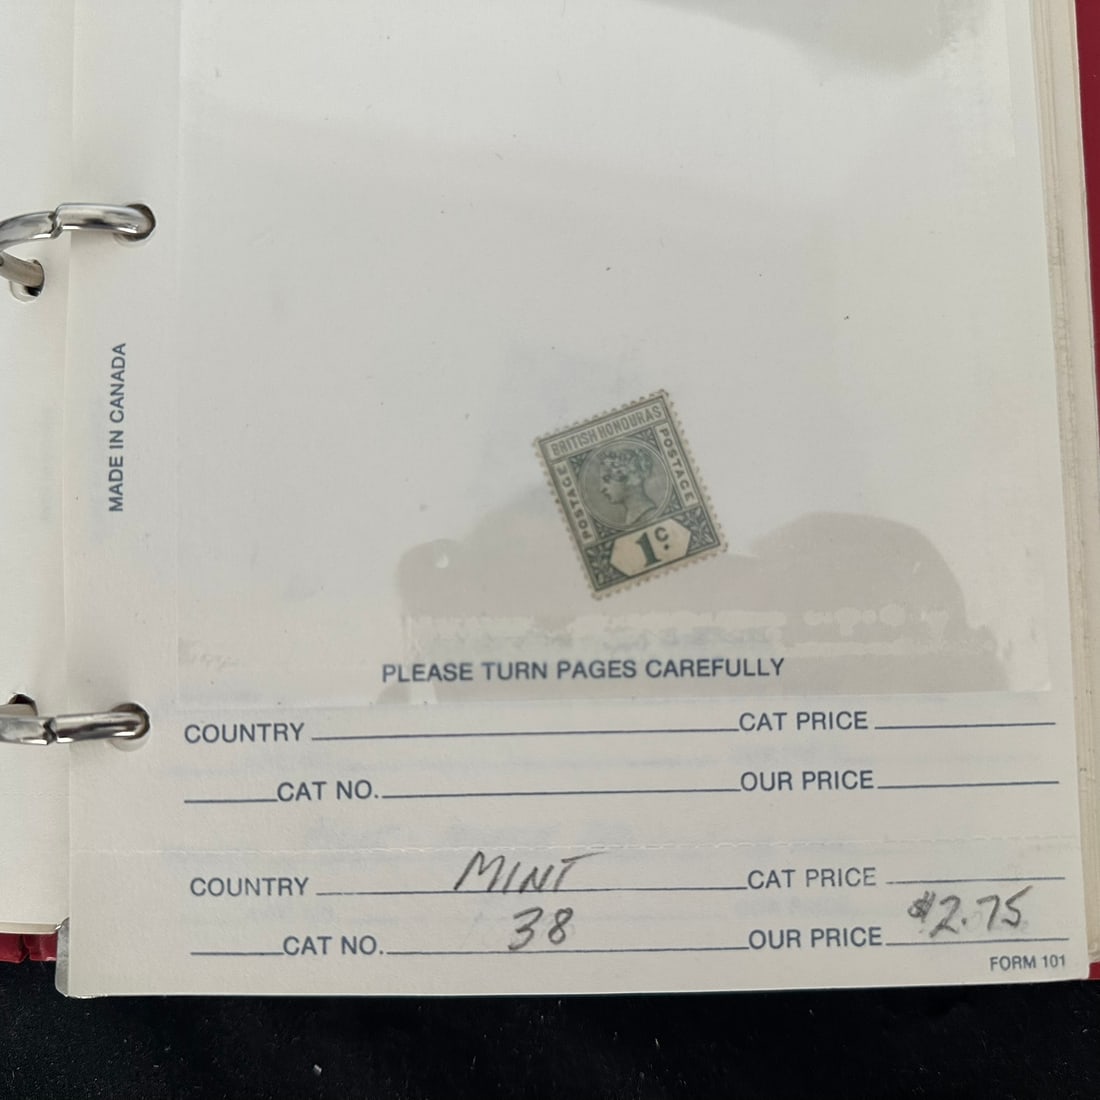 MADE IN CANADA
BRITISH HONDURAS
POSTAGE
POSTAGE
1c.
PLEASE TURN PAGES CAREFULLY
COUNTRY CAT PRICE
CAT NO. OUR PRICE
COUNTRY MINT CAT PRICE
CAT NO. 38 OUR PRICE $2.75
FORM 101